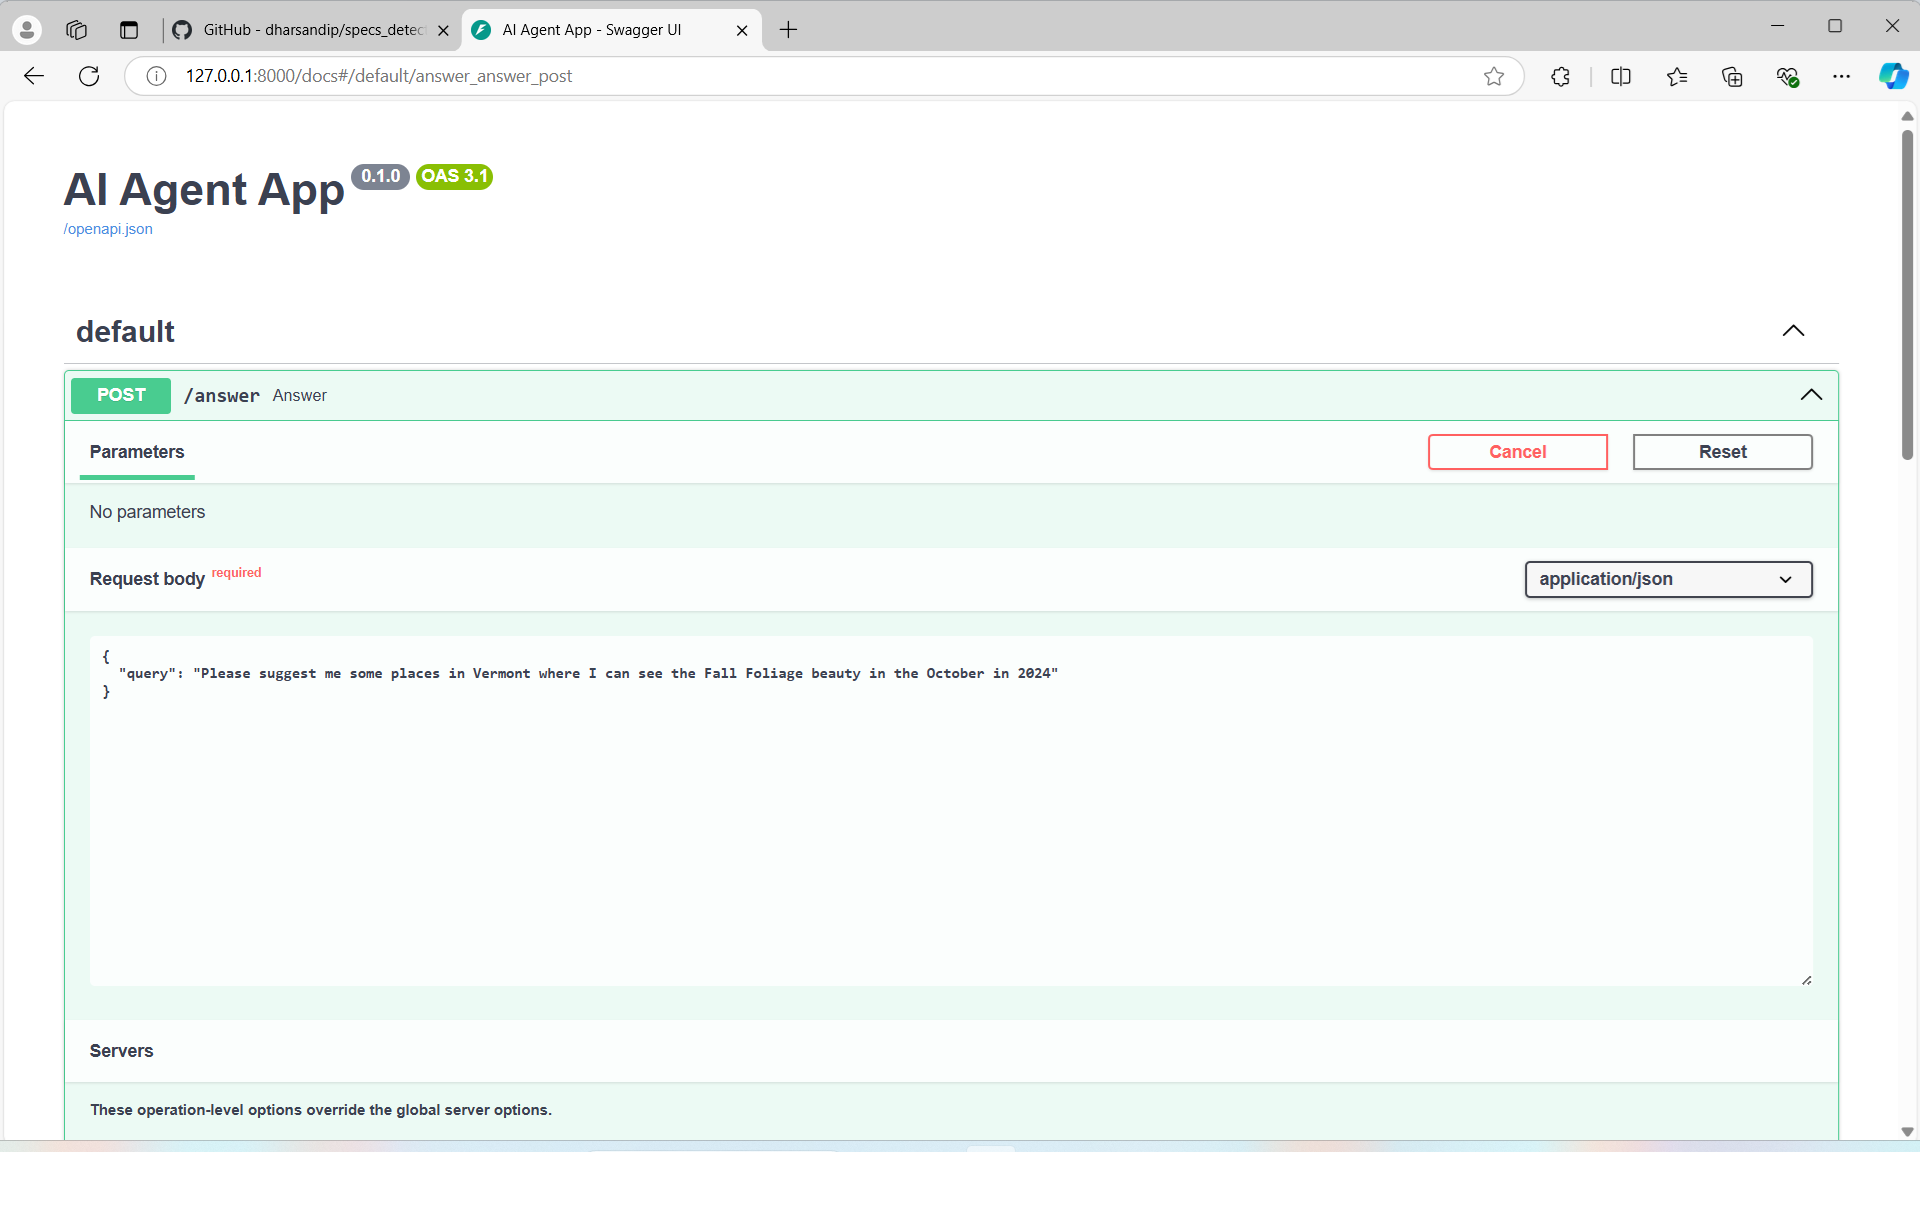 GitHub - dharsandip/specs_detec
AI Agent App - Swagger UI
127.0.0.1:8000/docs#/default/answer_answer_post
AI Agent App 0.1.0 OAS 3.1
/openapi.json
default
POST /answer Answer
Parameters
Cancel
Reset
No parameters
Request body required
application/json
{
"query": "Please suggest me some places in Vermont where I can see the Fall Foliage beauty in the October in 2024"
}
Servers
These operation-level options override the global server options.